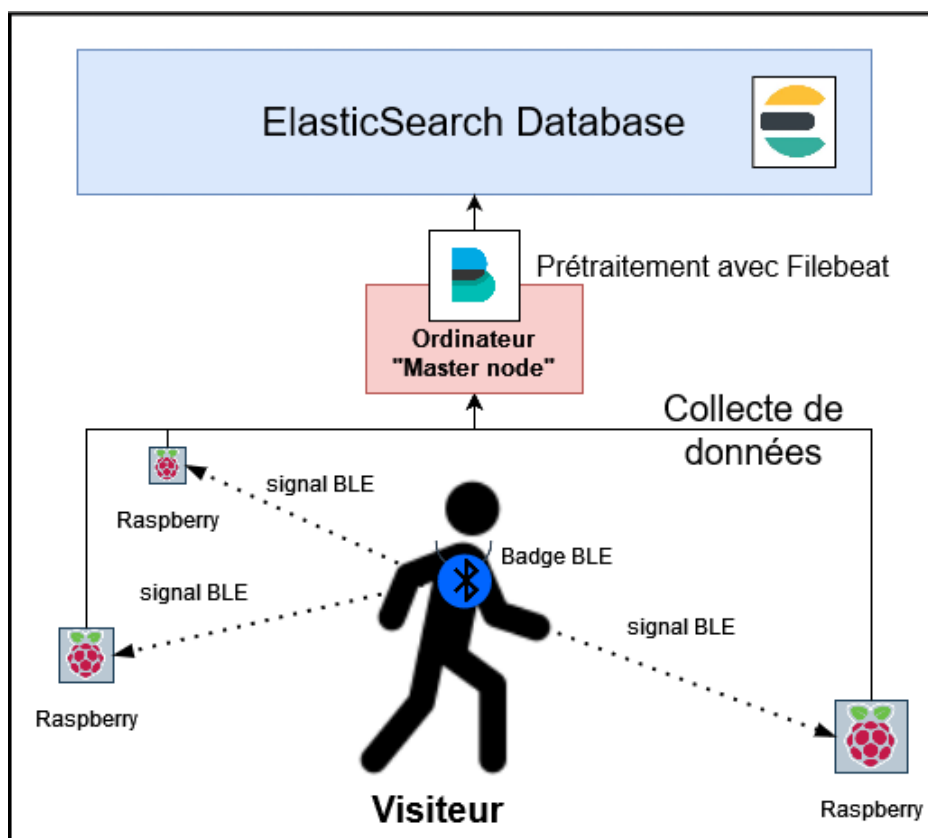 ElasticSearch Database
Prétraitement avec Filebeat
Ordinateur
"Master node"
Collecte de
données
signal BLE
Raspberry
Badge BLE
signal BLE
signal BLE
Raspberry
Visiteur
Raspberry